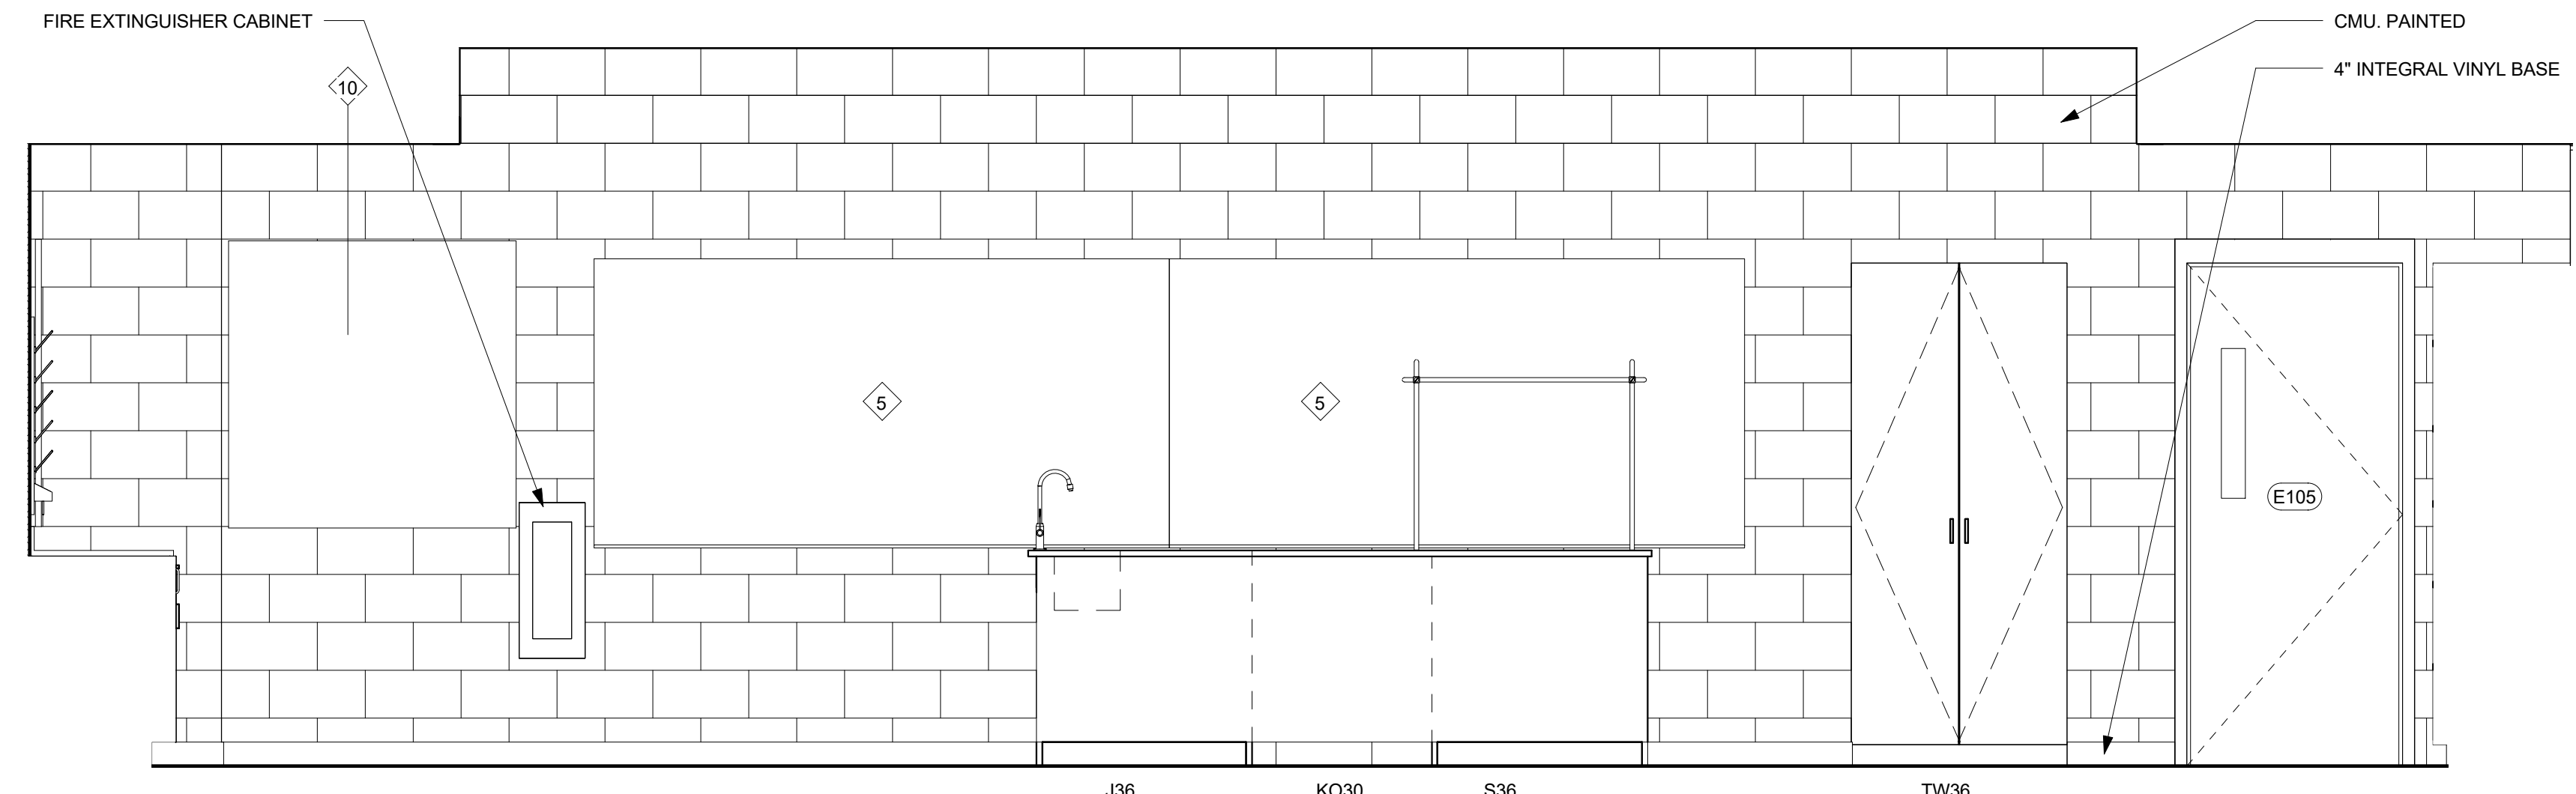 FIRE EXTINGUISHER CABINET
CMU. PAINTED
4" INTEGRAL VINYL BASE
10
5
5
E105
J36
KO30
S36
TW36